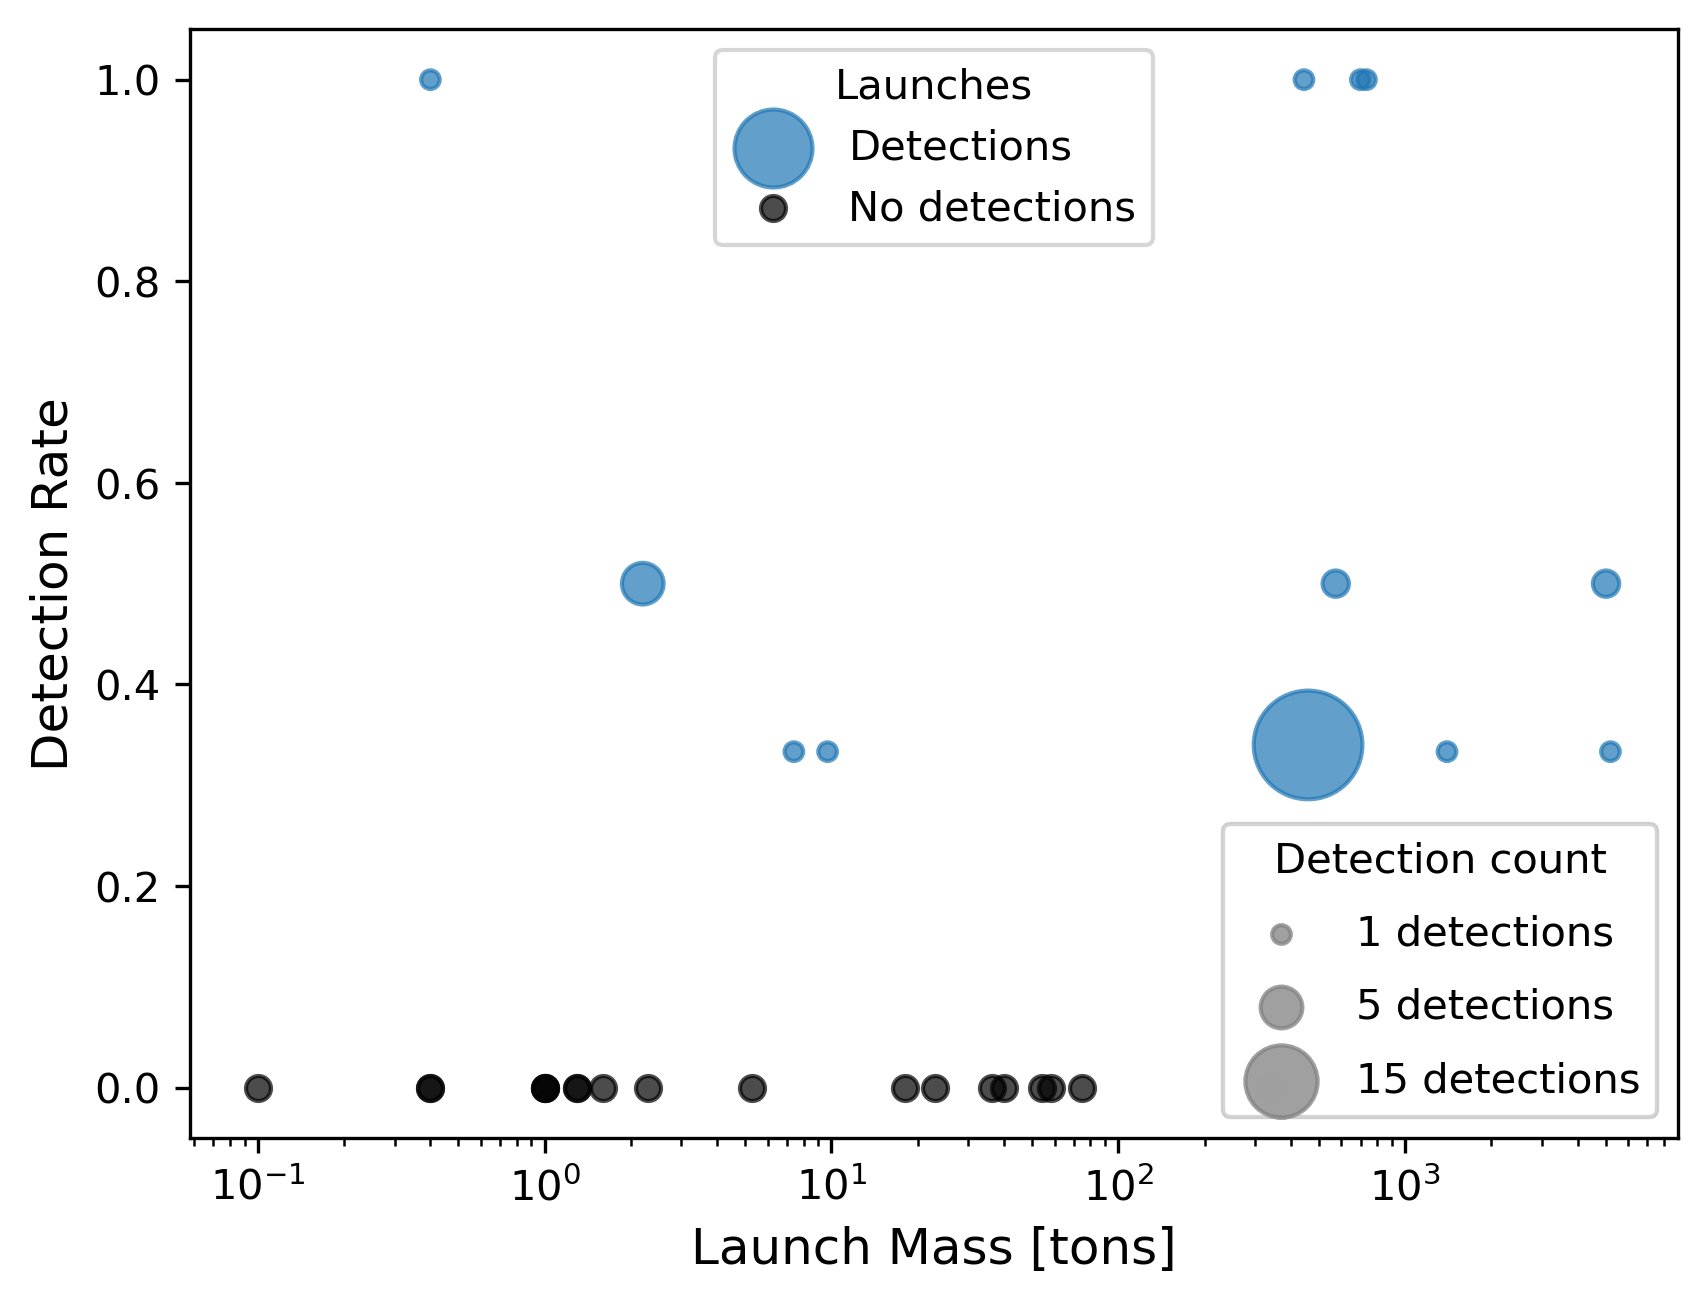 Launches
Detections
No detections
Detection Rate
1.0
0.8
0.6
0.4
0.2
0.0
Detection count
1 detections
5 detections
15 detections
10⁻¹
10⁰
10¹
10²
10³
Launch Mass [tons]